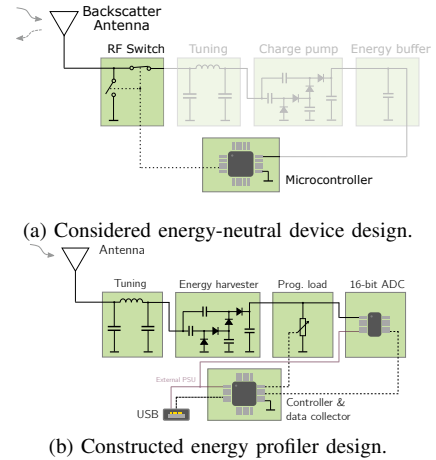 Backscatter
Antenna
RF Switch
Tuning
Charge pump
Energy buffer
Microcontroller
(a) Considered energy-neutral device design.
Antenna
Tuning
Energy harvester
Prog. load
16-bit ADC
External PSU
USB
Controller &
data collector
(b) Constructed energy profiler design.